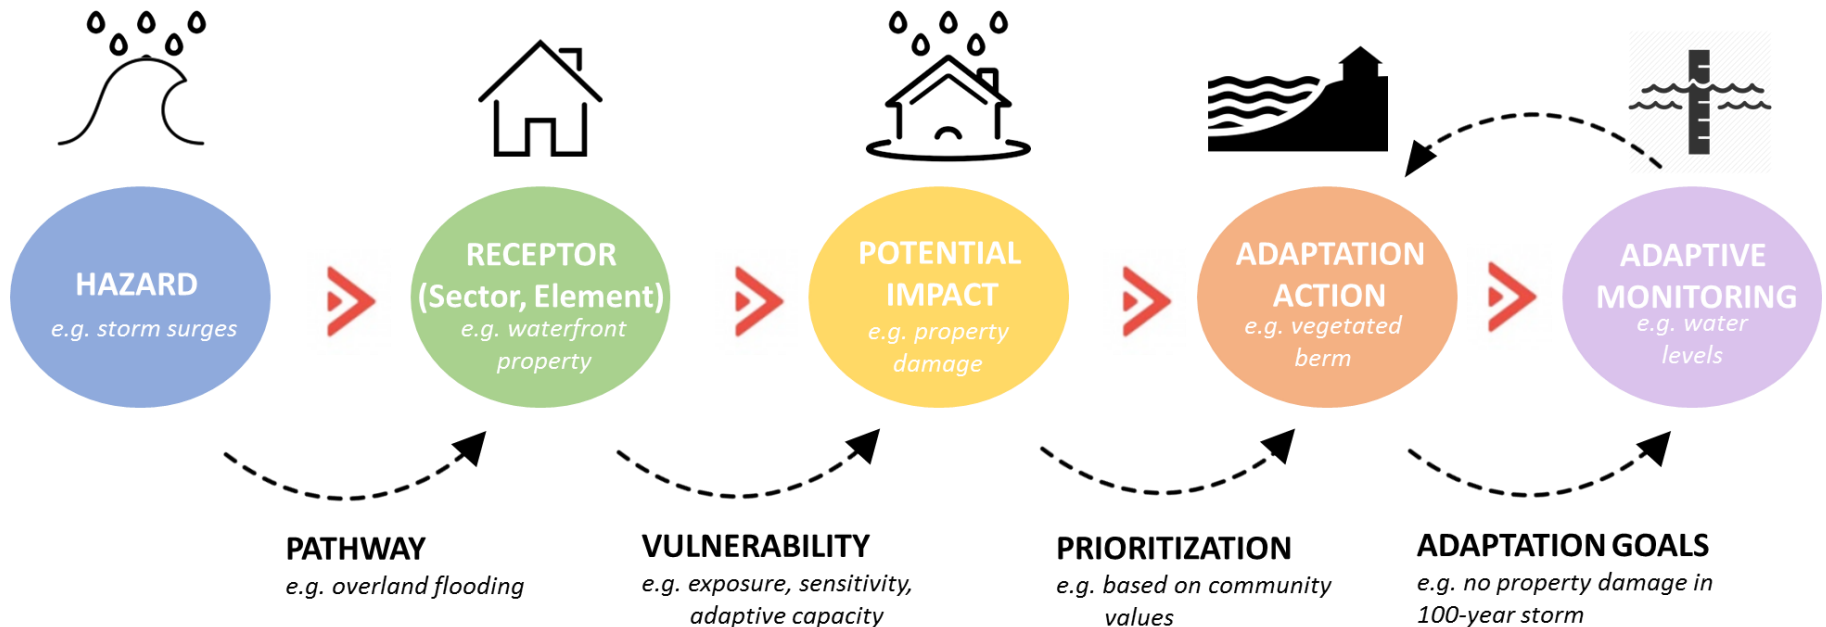 HAZARD
e.g. storm surges
RECEPTOR
(Sector, Element)
e.g. waterfront
property
POTENTIAL
IMPACT
e.g. property
damage
ADAPTATION
ACTION
e.g. vegetated
berm
ADAPTIVE
MONITORING
e.g. water
levels
PATHWAY
e.g. overland flooding
VULNERABILITY
e.g. exposure, sensitivity,
adaptive capacity
PRIORITIZATION
e.g. based on community
values
ADAPTATION GOALS
e.g. no property damage in
100-year storm